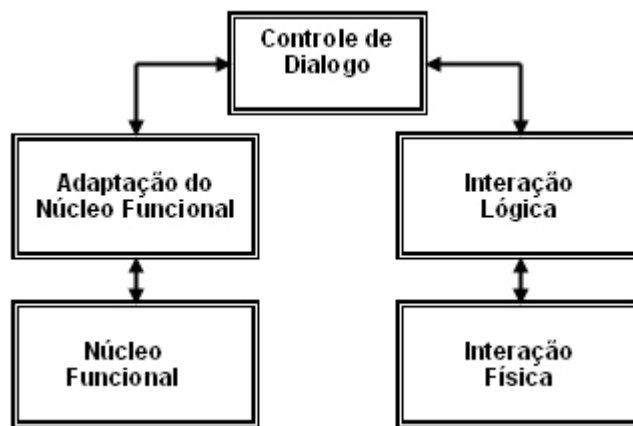 Controle de
Dialogo
Adaptação do
Núcleo Funcional
Interação
Lógica
Núcleo
Funcional
Interação
Física